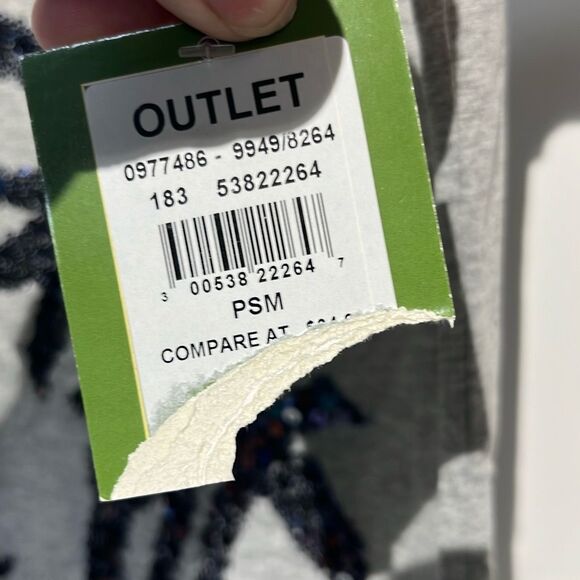 OUTLET
0977486 - 9949/8264
183 53822264
3 00538 22264 7
PSM
COMPARE AT